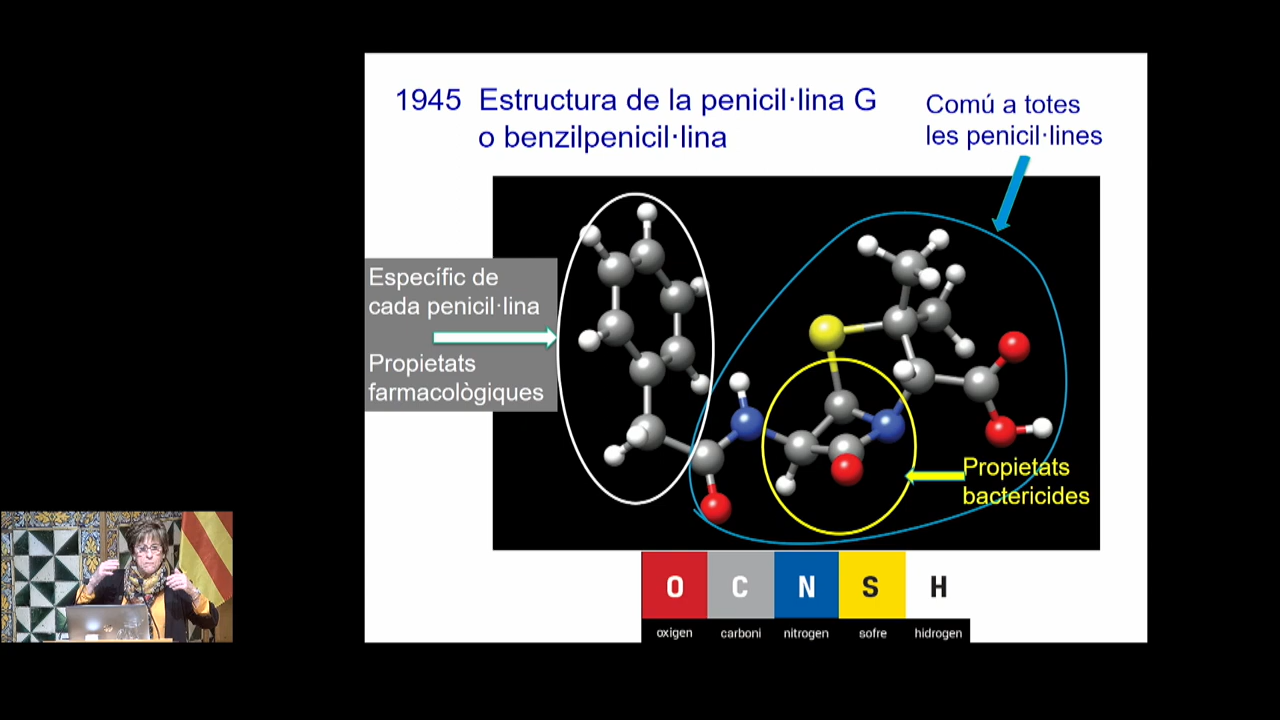 1945 Estructura de la penicil·lina G
o benzilpenicil·lina
Comú a totes
les penicil·lines
Específic de
cada penicil·lina
Propietats
farmacològiques
Propietats
bactericides
O C N S H
oxigen carboni nitrogen sofre hidrogen